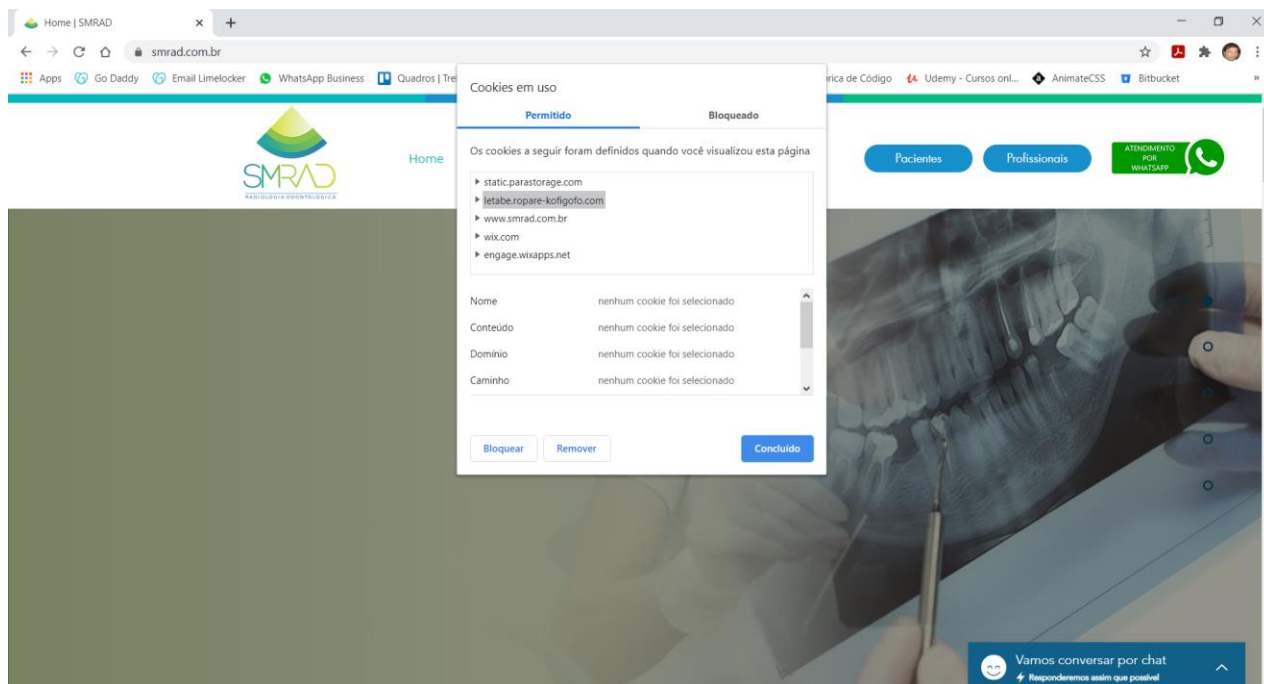 Home | SMRAD
smrad.com.br
Apps Go Daddy Email Limelocker WhatsApp Business Quadros | Tre
rica de Código Udemy - Cursos onl... AnimateCSS Bitbucket
SMRAD
RADIOLOGIA ODONTOLÓGICA
Home
Cookies em uso
Permitido Bloqueado
Os cookies a seguir foram definidos quando você visualizou esta página
static.parastorage.com
letabe.ropare-kofigofo.com
www.smrad.com.br
wix.com
engage.wixapps.net
Nome nenhum cookie foi selecionado
Conteúdo nenhum cookie foi selecionado
Domínio nenhum cookie foi selecionado
Caminho nenhum cookie foi selecionado
Bloquear Remover Concluído
Pacientes Profissionais
ATENDIMENTO
POR
WHATSAPP
Vamos conversar por chat
Responderemos assim que possível